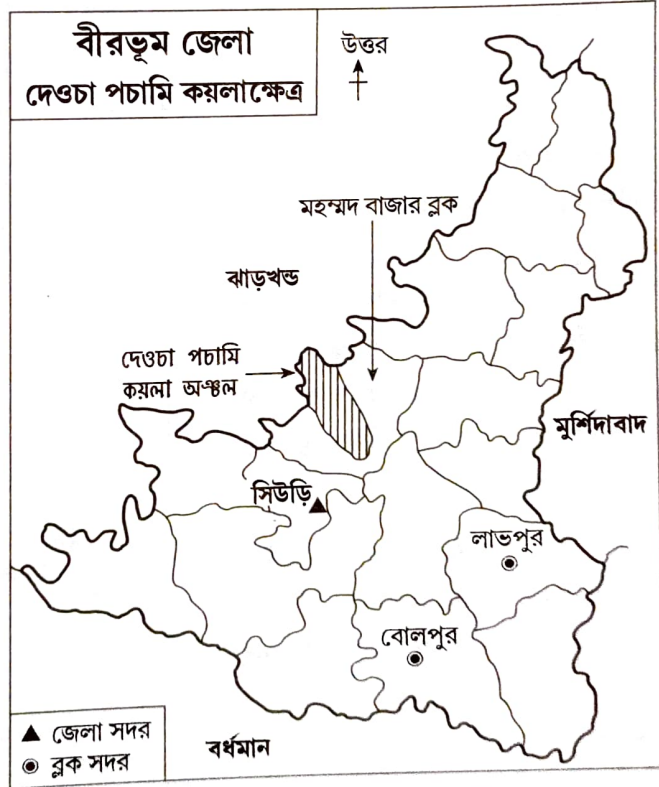 বীরভূম জেলা
দেওচা পচামি কয়লাক্ষেত্র
উত্তর
মহম্মদ বাজার ব্লক
ঝাড়খন্ড
দেওচা পচামি
কয়লা অঞ্চল
মুর্শিদাবাদ
সিউড়ি
লাভপুর
বোলপুর
জেলা সদর
ব্লক সদর
বর্ধমান